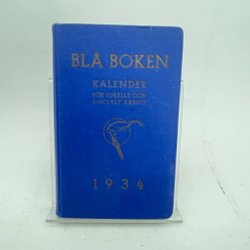 BLÅ BOKEN
KALENDER
FÖR IDEELLT OCH
SOCIALT ARBETE
1934